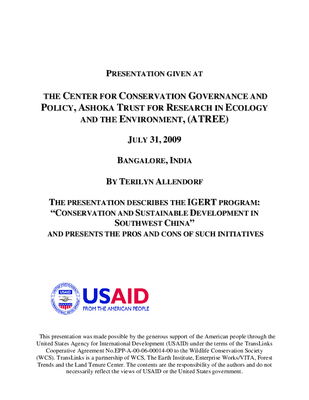 PRESENTATION GIVEN AT
THE CENTER FOR CONSERVATION GOVERNANCE AND
POLICY, ASHOKA TRUST FOR RESEARCH IN ECOLOGY
AND THE ENVIRONMENT, (ATREE)
JULY 31, 2009
BANGALORE, INDIA
BY TERILYN ALLENDORF
THE PRESENTATION DESCRIBES THE IGERT PROGRAM:
“CONSERVATION AND SUSTAINABLE DEVELOPMENT IN
SOUTHWEST CHINA”
AND PRESENTS THE PROS AND CONS OF SUCH INITIATIVES
USAID
FROM THE AMERICAN PEOPLE
This presentation was made possible by the generous support of the American people through the
United States Agency for International Development (USAID) under the terms of the TransLinks
Cooperative Agreement No.EPP-A-00-06-00014-00 to the Wildlife Conservation Society
(WCS). TransLinks is a partnership of WCS, The Earth Institute, Enterprise Works/VITA, Forest
Trends and the Land Tenure Center. The contents are the responsibility of the authors and do not
necessarily reflect the views of USAID or the United States government.